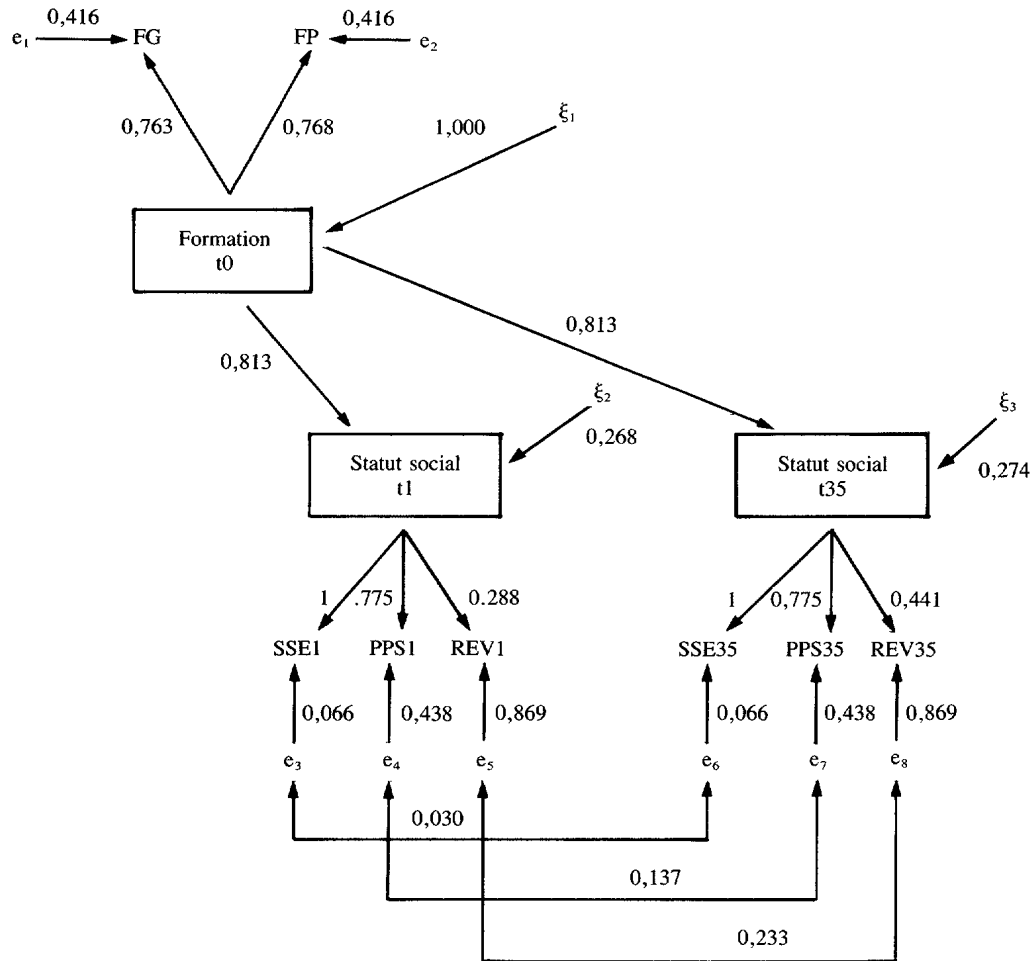 0,416
0,416
e₁
FG
FP
e₂
0,763
0,768
1,000
ξ₁
Formation
t0
0,813
0,813
ξ₂
0,268
ξ₃
0,274
Statut social
t1
Statut social
t35
1
.775
0.288
1
0,775
0,441
SSE1
PPS1
REV1
SSE35
PPS35
REV35
0,066
0,438
0,869
0,066
0,438
0,869
e₃
e₄
e₅
e₆
e₇
e₈
0,030
0,137
0,233